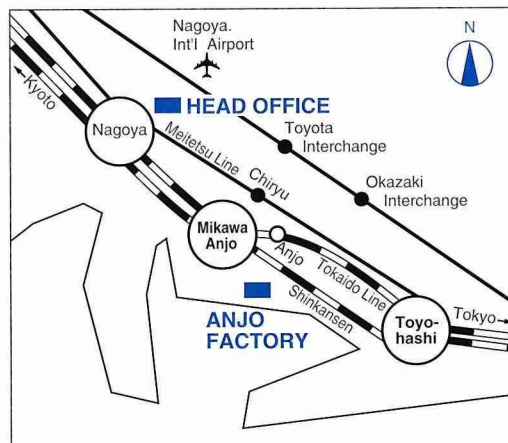 Nagoya.
Int'l Airport
N
Kyoto
HEAD OFFICE
Nagoya
Meitetsu Line
Toyota
Interchange
Chiryu
Okazaki
Interchange
Mikawa
Anjo
Anjo
Tokaido Line
Shinkansen
ANJO
FACTORY
Toyo-
hashi
Tokyo